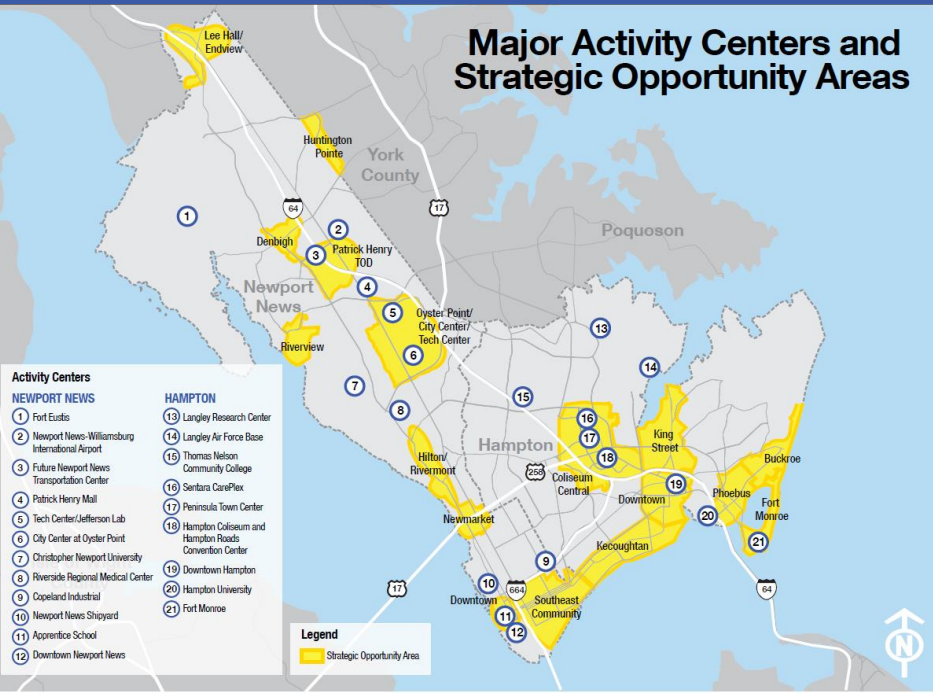 Major Activity Centers and
Strategic Opportunity Areas
Lee Hall/
Endview
Huntington
Pointe
York
County
64
17
1
2
Denbigh
3
Patrick Henry
TOD
Poquoson
4
Newport
News
5
Oyster Point/
City Center/
Tech Center
13
Riverview
6
14
7
15
8
16
17
King
Street
Hampton
18
Hilton/
Rivermont
258
Coliseum
Central
Buckroe
19
Downtown
Phoebus
Fort
Monroe
20
Newmarket
21
Kecoughtan
9
10
17
664
64
Downtown
Southeast
Community
11
12
Activity Centers
NEWPORT NEWS
1 Fort Eustis
2 Newport News-Williamsburg
International Airport
3 Future Newport News
Transportation Center
4 Patrick Henry Mall
5 Tech Center/Jefferson Lab
6 City Center at Oyster Point
7 Christopher Newport University
8 Riverside Regional Medical Center
9 Copeland Industrial
10 Newport News Shipyard
11 Apprentice School
12 Downtown Newport News
HAMPTON
13 Langley Research Center
14 Langley Air Force Base
15 Thomas Nelson
Community College
16 Sentara CarePlex
17 Peninsula Town Center
18 Hampton Coliseum and
Hampton Roads
Convention Center
19 Downtown Hampton
20 Hampton University
21 Fort Monroe
Legend
Strategic Opportunity Area
N